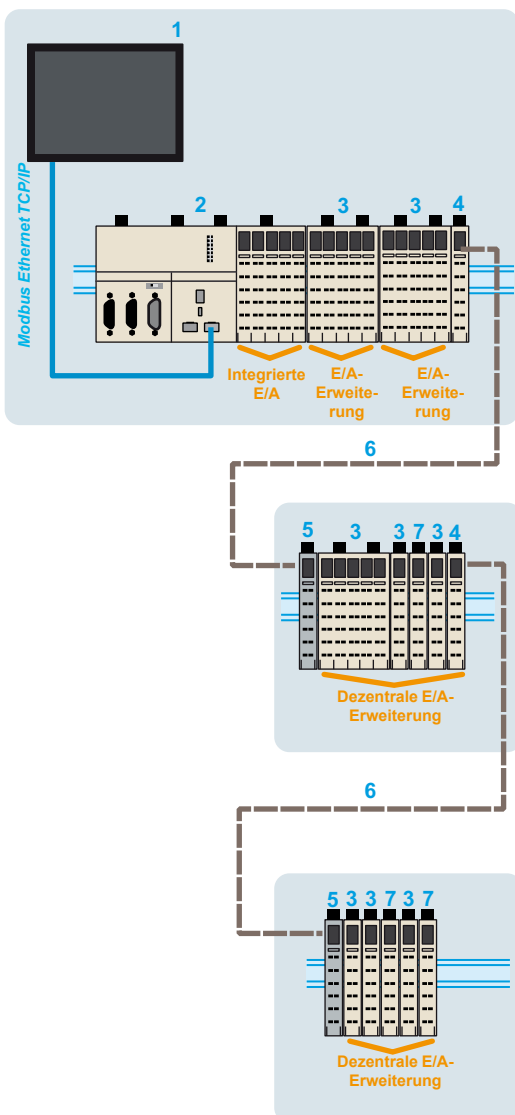 1
Modbus Ethernet TCP/IP
2
3
3
4
Integrierte
E/A
E/A-
Erweite-
rung
E/A-
Erweite-
rung
6
5
3
3
7
3
4
Dezentrale E/A-
Erweiterung
6
5
3
3
7
3
7
Dezentrale E/A-
Erweiterung